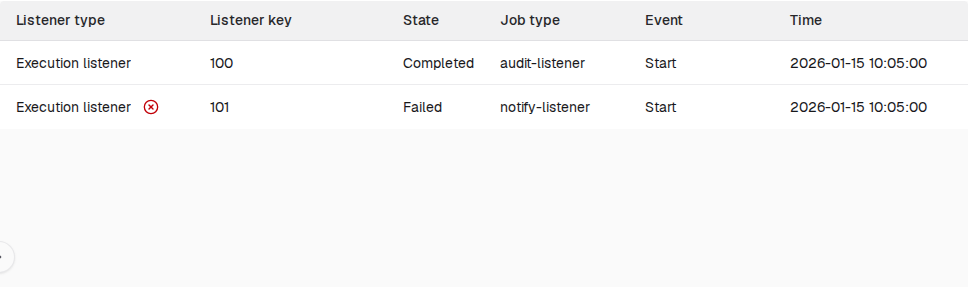 Listener type Listener key State Job type Event Time
Execution listener 100 Completed audit-listener Start 2026-01-15 10:05:00
Execution listener 101 Failed notify-listener Start 2026-01-15 10:05:00